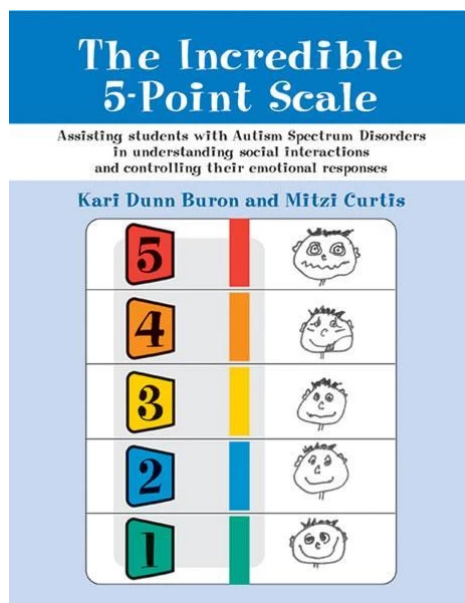 The Incredible
5-Point Scale
Assisting students with Autism Spectrum Disorders
in understanding social interactions
and controlling their emotional responses
Kari Dunn Buron and Mitzi Curtis
5
4
3
2
1